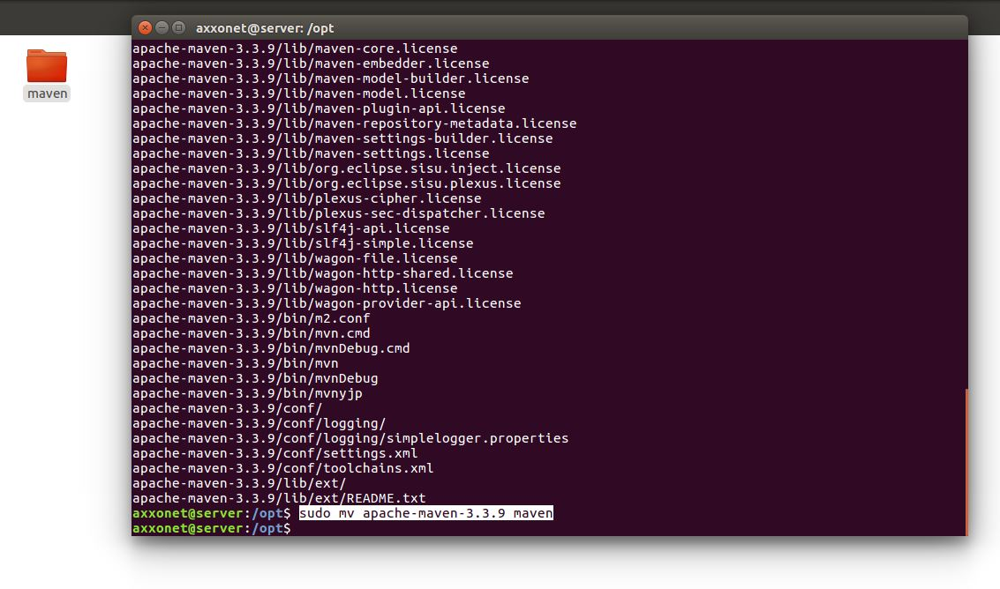 axxonet@server: /opt
maven
apache-maven-3.3.9/lib/maven-core.license
apache-maven-3.3.9/lib/maven-embedder.license
apache-maven-3.3.9/lib/maven-model-builder.license
apache-maven-3.3.9/lib/maven-model.license
apache-maven-3.3.9/lib/maven-plugin-api.license
apache-maven-3.3.9/lib/maven-repository-metadata.license
apache-maven-3.3.9/lib/maven-settings-builder.license
apache-maven-3.3.9/lib/maven-settings.license
apache-maven-3.3.9/lib/org.eclipse.sisu.inject.license
apache-maven-3.3.9/lib/org.eclipse.sisu.plexus.license
apache-maven-3.3.9/lib/plexus-cipher.license
apache-maven-3.3.9/lib/plexus-sec-dispatcher.license
apache-maven-3.3.9/lib/slf4j-api.license
apache-maven-3.3.9/lib/slf4j-simple.license
apache-maven-3.3.9/lib/wagon-file.license
apache-maven-3.3.9/lib/wagon-http-shared.license
apache-maven-3.3.9/lib/wagon-http.license
apache-maven-3.3.9/lib/wagon-provider-api.license
apache-maven-3.3.9/bin/m2.conf
apache-maven-3.3.9/bin/mvn.cmd
apache-maven-3.3.9/bin/mvnDebug.cmd
apache-maven-3.3.9/bin/mvn
apache-maven-3.3.9/bin/mvnDebug
apache-maven-3.3.9/bin/mvnyjp
apache-maven-3.3.9/conf/
apache-maven-3.3.9/conf/logging/
apache-maven-3.3.9/conf/logging/simplelogger.properties
apache-maven-3.3.9/conf/settings.xml
apache-maven-3.3.9/conf/toolchains.xml
apache-maven-3.3.9/lib/ext/
apache-maven-3.3.9/lib/ext/README.txt
axxonet@server:/opt$ sudo mv apache-maven-3.3.9 maven
axxonet@server:/opt$